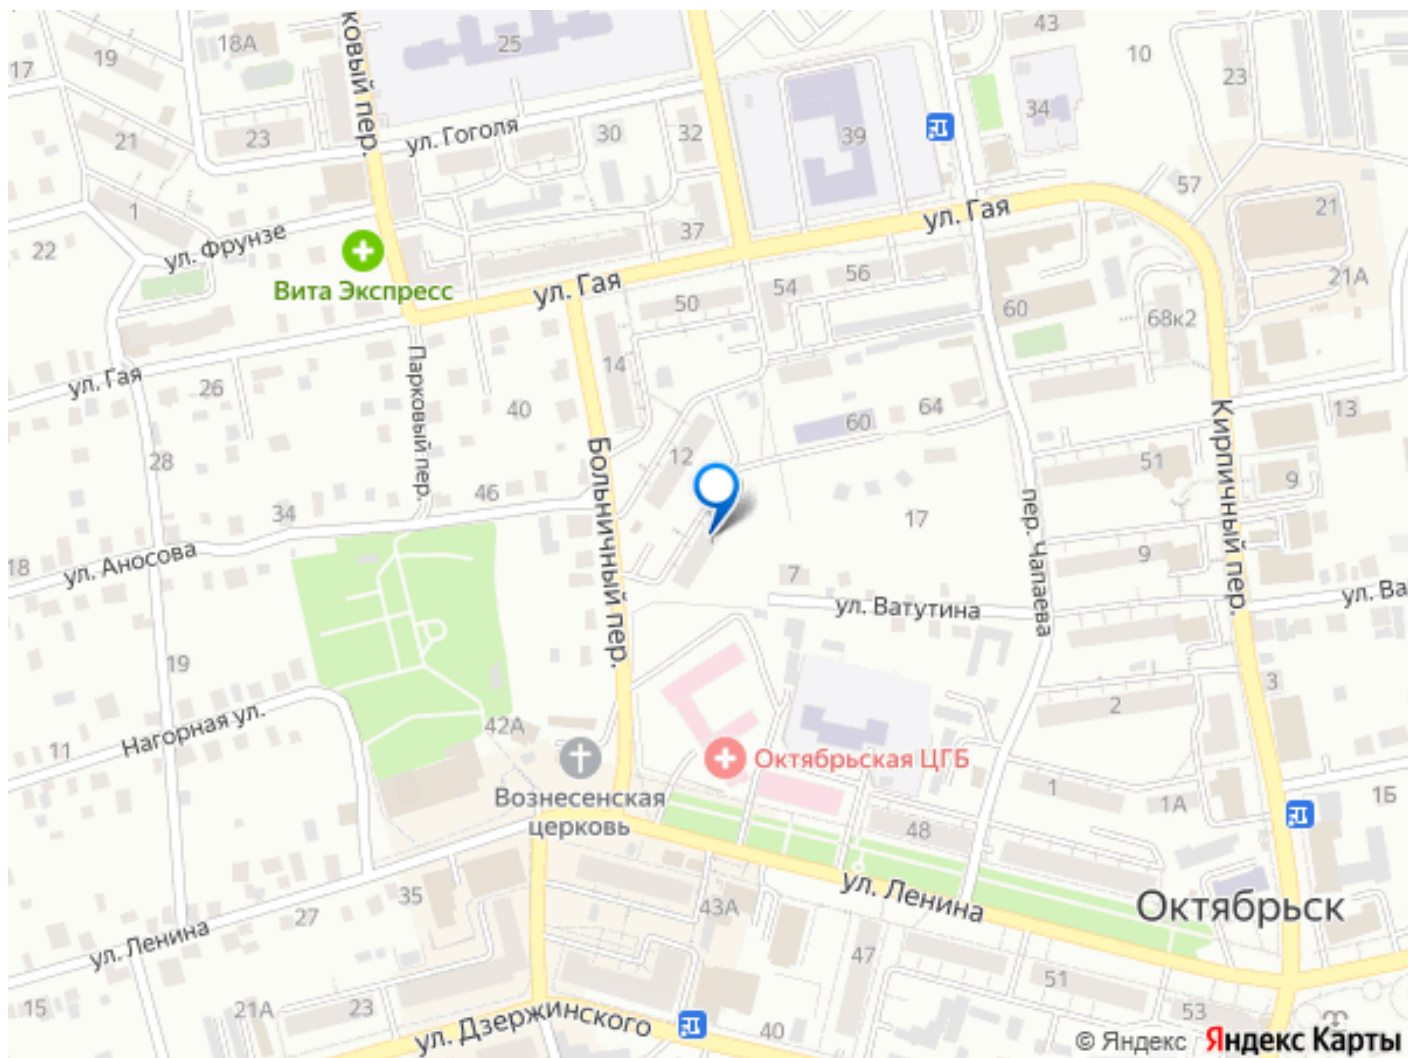 43
18А
19
25
17
10
23
34
ковый пер.
ул. Гоголя
30
32
39
21
23
57
1
ул. Гая
21
22
ул. Фрунзе
37
Вита Экспресс
ул. Гая
54
56
21А
50
60
68к2
14
ул. Гая
26
Парковый пер.
40
64
60
13
28
12
51
9
Больничный пер.
Кирпичный пер.
46
34
17
пер. Чапаева
18
ул. Аносова
7
9
ул. Ватутина
ул. Ва
19
3
Нагорная ул.
42А
2
11
Октябрьская ЦГБ
Вознесенская
церковь
1
1А
1Б
48
35
ул. Ленина
43А
Октябрьск
27
ул. Ленина
47
51
15
21А
23
ул. Дзержинского
40
53
© Яндекс Яндекс Карты